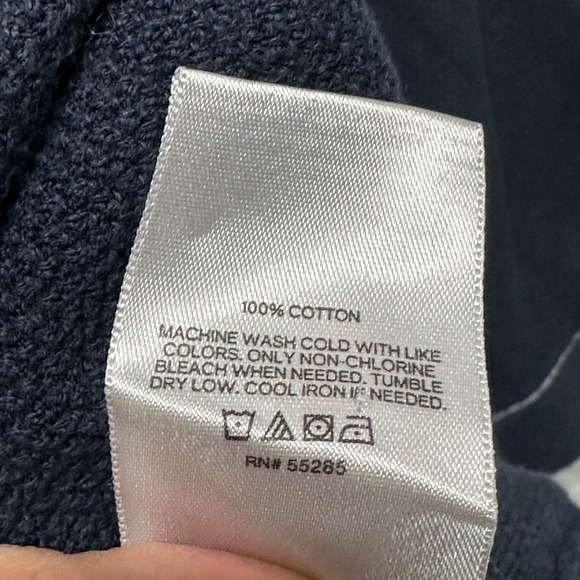 100% COTTON
MACHINE WASH COLD WITH LIKE
COLORS. ONLY NON-CHLORINE
BLEACH WHEN NEEDED. TUMBLE
DRY LOW. COOL IRON IF NEEDED.
RN# 55285